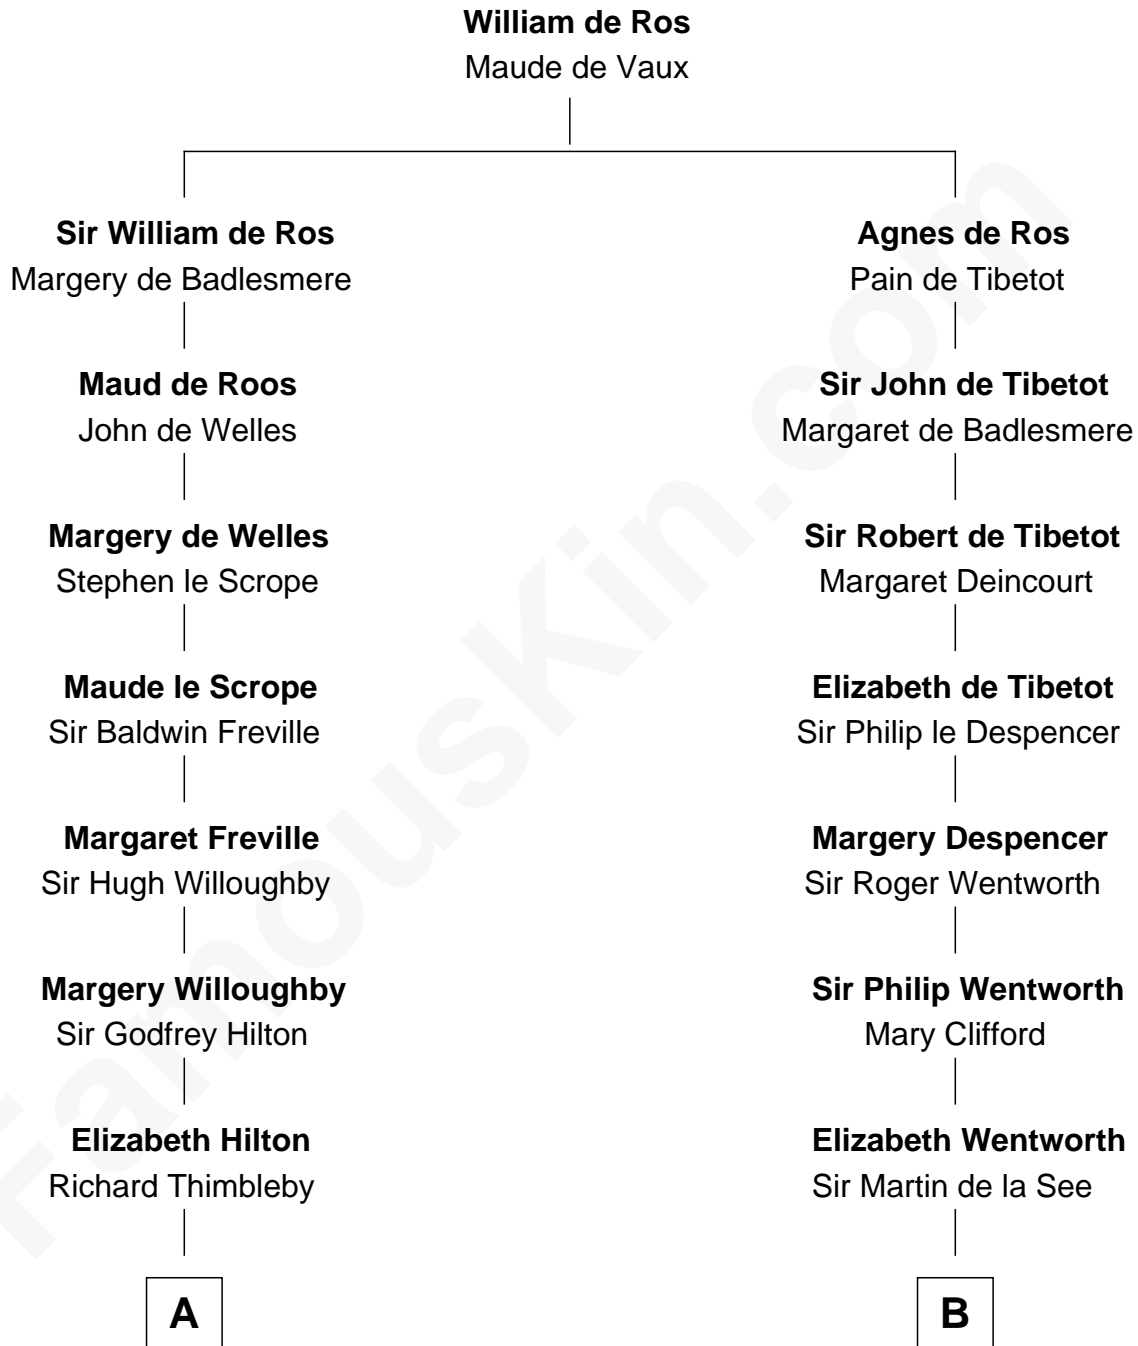 William de Ros
Maude de Vaux
Sir William de Ros
Margery de Badlesmere
Maud de Roos
John de Welles
Margery de Welles
Stephen le Scrope
Maude le Scrope
Sir Baldwin Freville
Margaret Freville
Sir Hugh Willoughby
Margery Willoughby
Sir Godfrey Hilton
Elizabeth Hilton
Richard Thimbleby
A
Agnes de Ros
Pain de Tibetot
Sir John de Tibetot
Margaret de Badlesmere
Sir Robert de Tibetot
Margaret Deincourt
Elizabeth de Tibetot
Sir Philip le Despencer
Margery Despencer
Sir Roger Wentworth
Sir Philip Wentworth
Mary Clifford
Elizabeth Wentworth
Sir Martin de la See
B
FamousKin.com